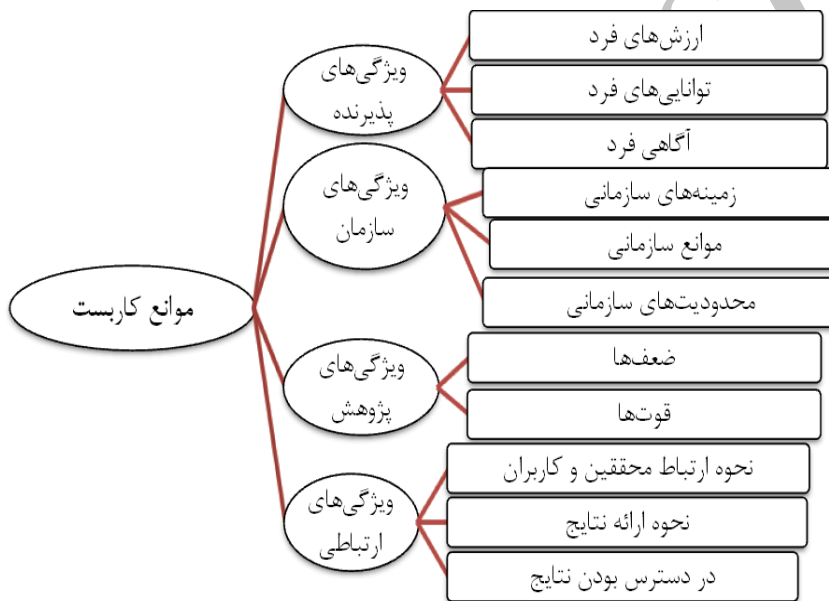 موانع کاربست
ویژگی‌های
پذیرنده
ارزش‌های فرد
توانایی‌های فرد
آگاهی فرد
ویژگی‌های
سازمان
زمینه‌های سازمانی
موانع سازمانی
محدودیت‌های سازمانی
ویژگی‌های
پژوهش
ضعف‌ها
قوت‌ها
ویژگی‌های
ارتباطی
نحوه ارتباط محققین و کاربران
نحوه ارائه نتایج
در دسترس بودن نتایج